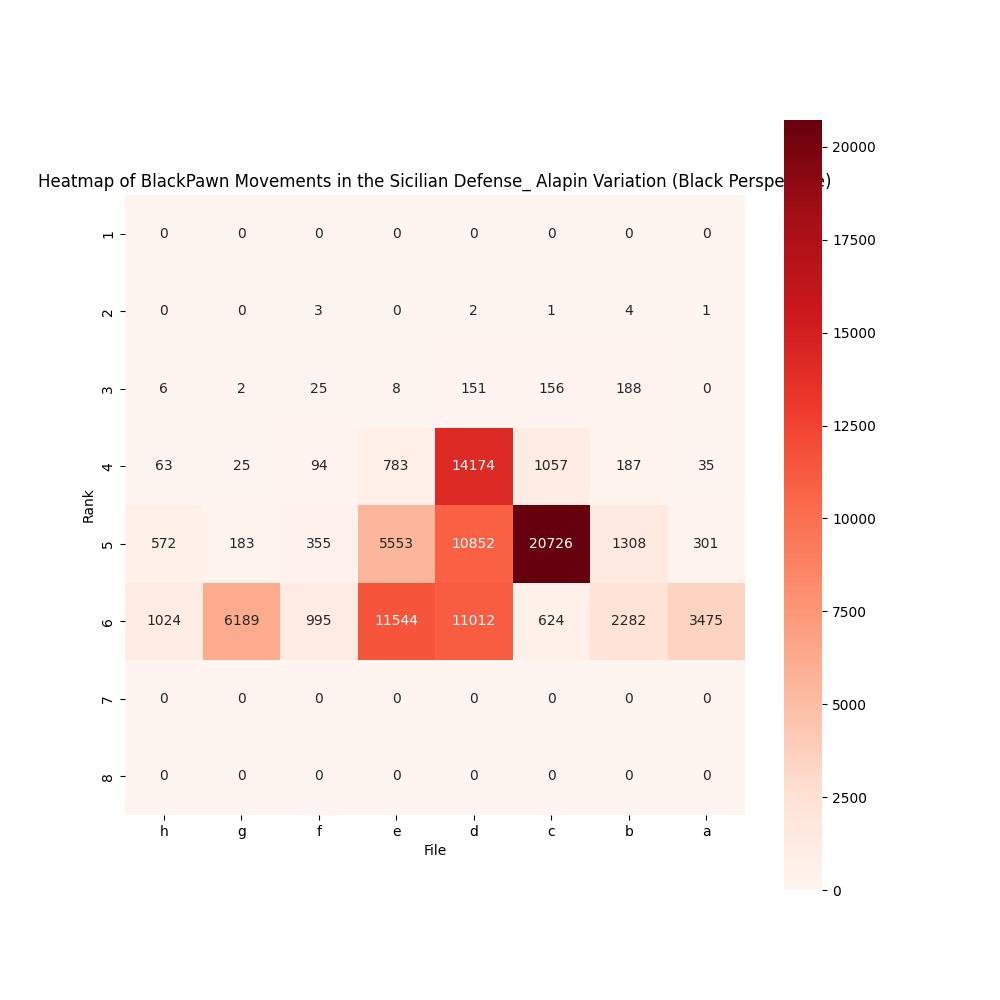 Heatmap of BlackPawn Movements in the Sicilian Defense_ Alapin Variation (Black Perspe e)
20000
17500
15000
12500
10000
7500
5000
2500
0
Rank
1 0 0 0 0 0 0 0 0
2 0 0 3 0 2 1 4 1
3 6 2 25 8 151 156 188 0
4 63 25 94 783 14174 1057 187 35
5 572 183 355 5553 10852 20726 1308 301
6 1024 6189 995 11544 11012 624 2282 3475
7 0 0 0 0 0 0 0 0
8 0 0 0 0 0 0 0 0
h g f e d c b a
File